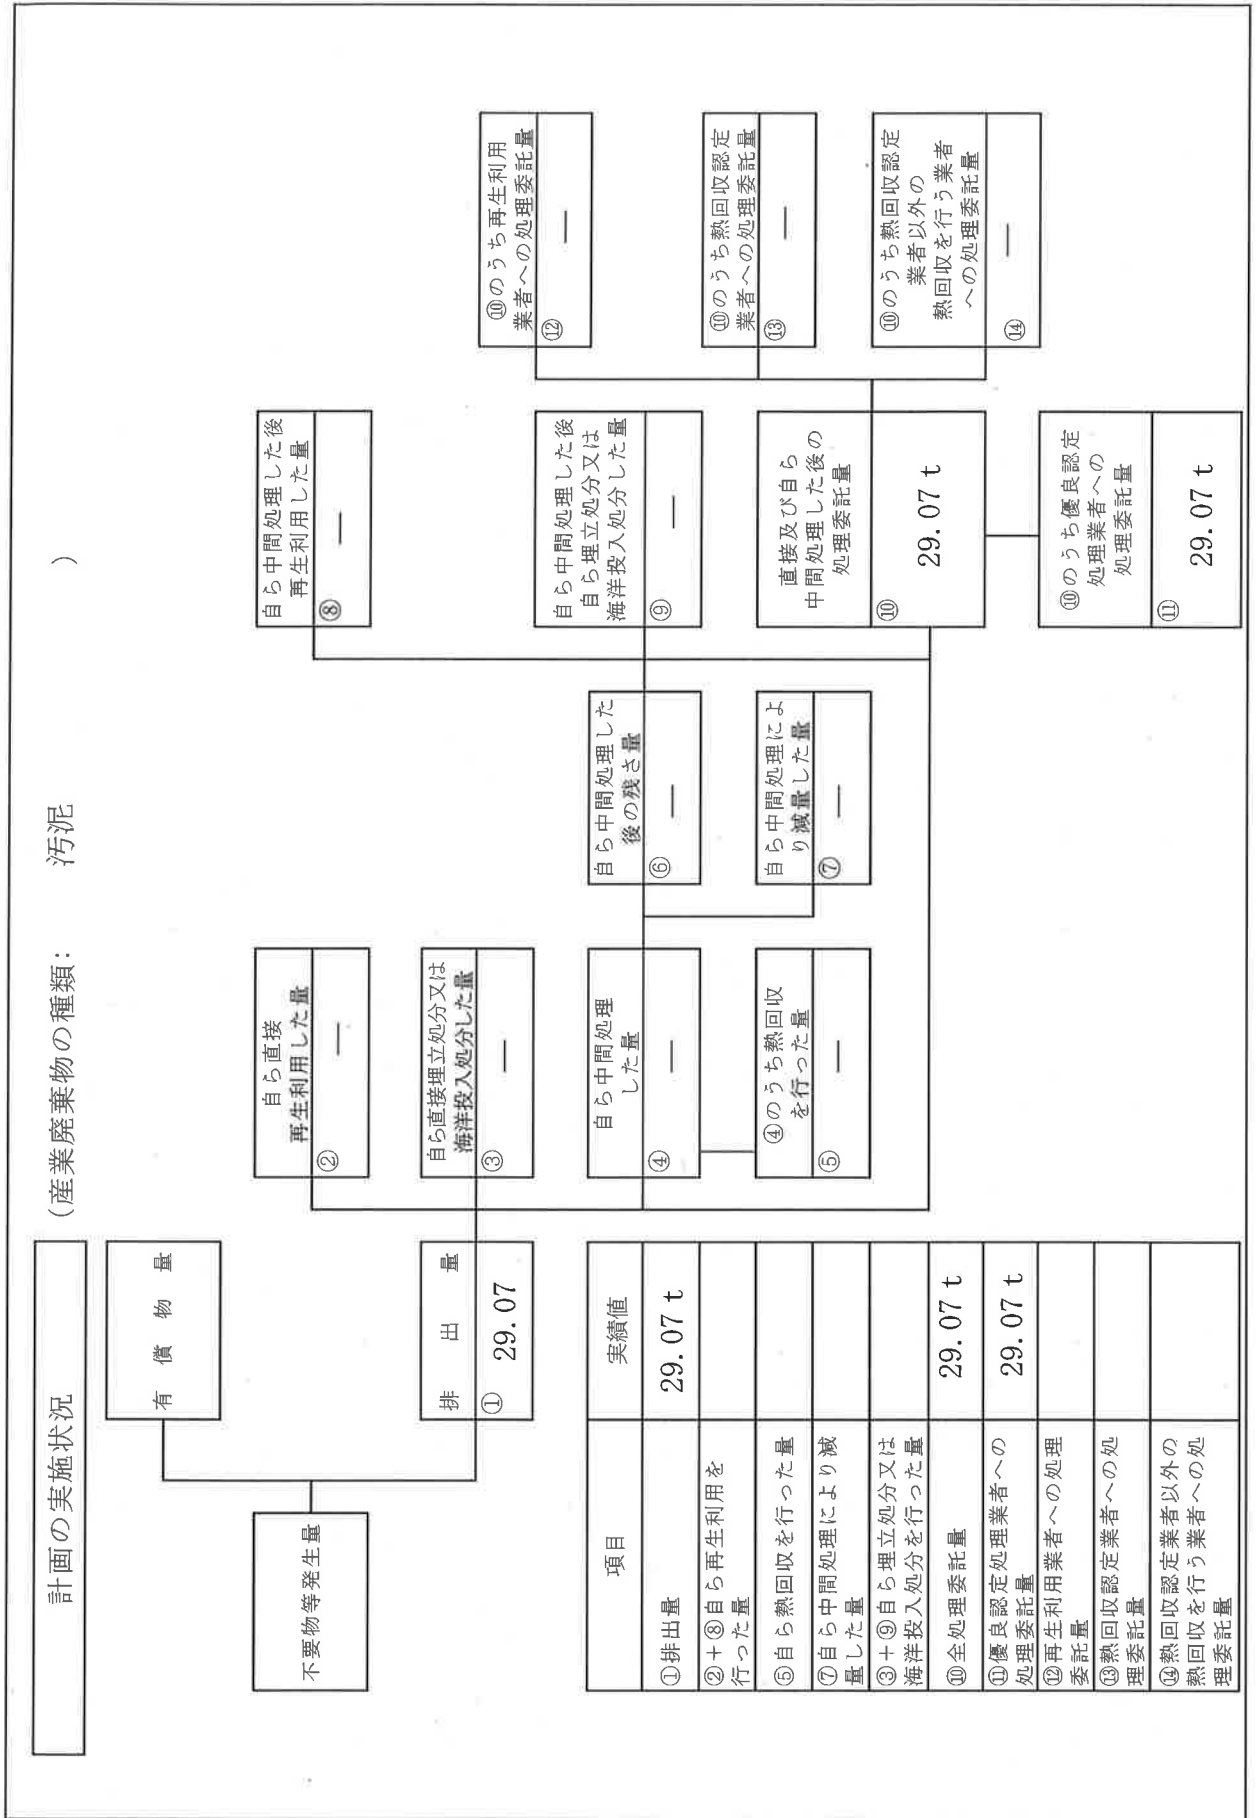 計画の実施状況
(産業廃棄物の種類: 汚泥 )
不要物等発生量
有償物量
排出量
① 29.07
自ら直接
再生利用した量
② ―
自ら直接埋立処分又は
海洋投入処分した量
③ ―
自ら中間処理
した量
④ ―
④のうち熱回収
を行った量
⑤ ―
自ら中間処理した
後の残さ量
⑥ ―
自ら中間処理によ
り減量した量
⑦ ―
自ら中間処理した後
再生利用した量
⑧ ―
自ら中間処理した後
自ら埋立処分又は
海洋投入処分した量
⑨ ―
直接及び自ら
中間処理した後の
処理委託量
⑩ 29.07 t
⑩のうち優良認定
処理業者への
処理委託量
⑪ 29.07 t
⑩のうち再生利用
業者への処理委託量
⑫ ―
⑩のうち熱回収認定
業者への処理委託量
⑬ ―
⑩のうち熱回収認定
業者以外の
熱回収を行う業者
への処理委託量
⑭ ―
項目 実績値
①排出量 29.07 t
②+⑧自ら再生利用を
行った量
⑤自ら熱回収を行った量
⑦自ら中間処理により減
量した量
③+⑨自ら埋立処分又は
海洋投入処分を行った量
⑩全処理委託量 29.07 t
⑪優良認定処理業者への
処理委託量 29.07 t
⑫再生利用業者への処理
委託量
⑬熱回収認定業者への処
理委託量
⑭熱回収認定業者以外の
熱回収を行う業者への処
理委託量